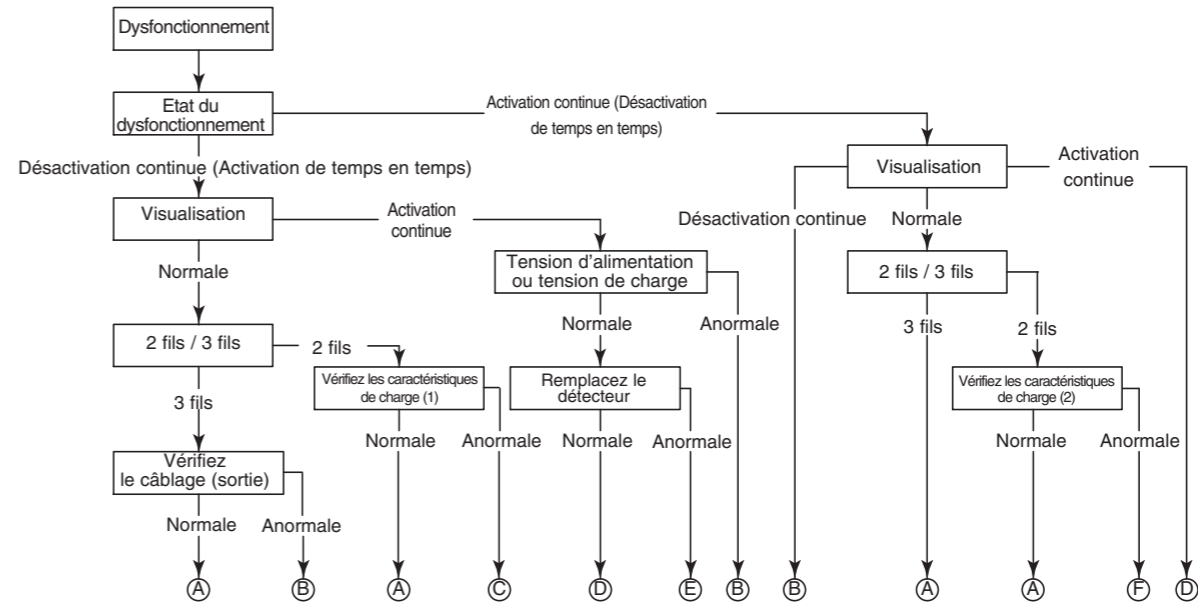 Dysfonctionnement
Etat du
dysfonctionnement
Activation continue (Désactivation
de temps en temps)
Désactivation continue (Activation de temps en temps)
Visualisation
Activation
continue
Visualisation
Activation
continue
Désactivation continue
Normale
Normale
Tension d'alimentation
ou tension de charge
2 fils / 3 fils
Normale
Anormale
3 fils
2 fils
2 fils / 3 fils
2 fils
Vérifiez les caractéristiques
de charge (1)
Remplacez le
détecteur
Vérifiez les caractéristiques
de charge (2)
3 fils
Normale
Anormale
Normale
Anormale
Normale
Anormale
Vérifiez
le câblage (sortie)
Normale
Anormale
A
B
A
C
D
E
B
B
A
A
F
D